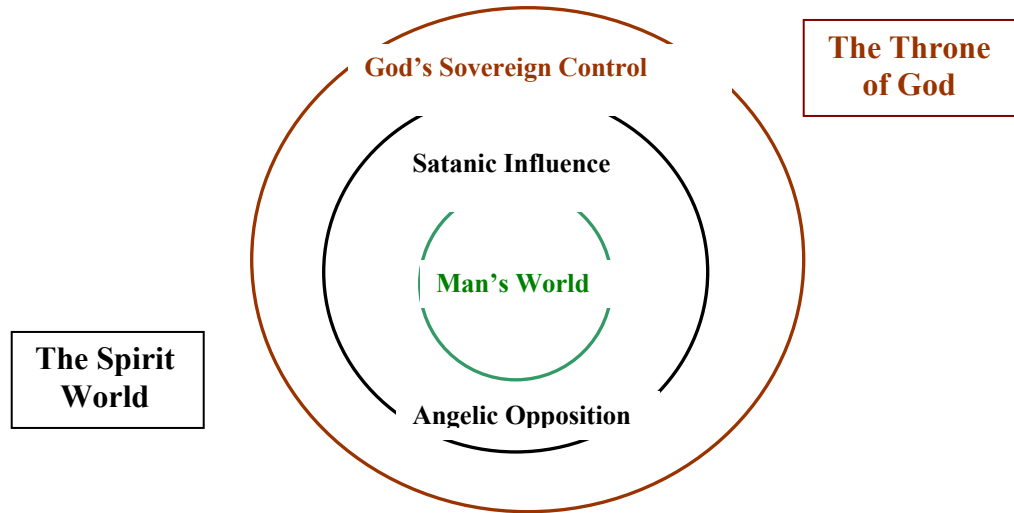 God’s Sovereign Control
The Throne
of God
Satanic Influence
Man’s World
The Spirit
World
Angelic Opposition